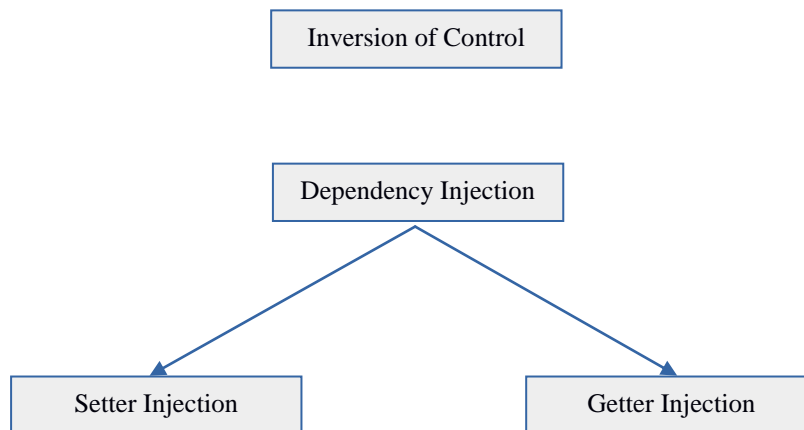 Inversion of Control
Dependency Injection
Setter Injection
Getter Injection